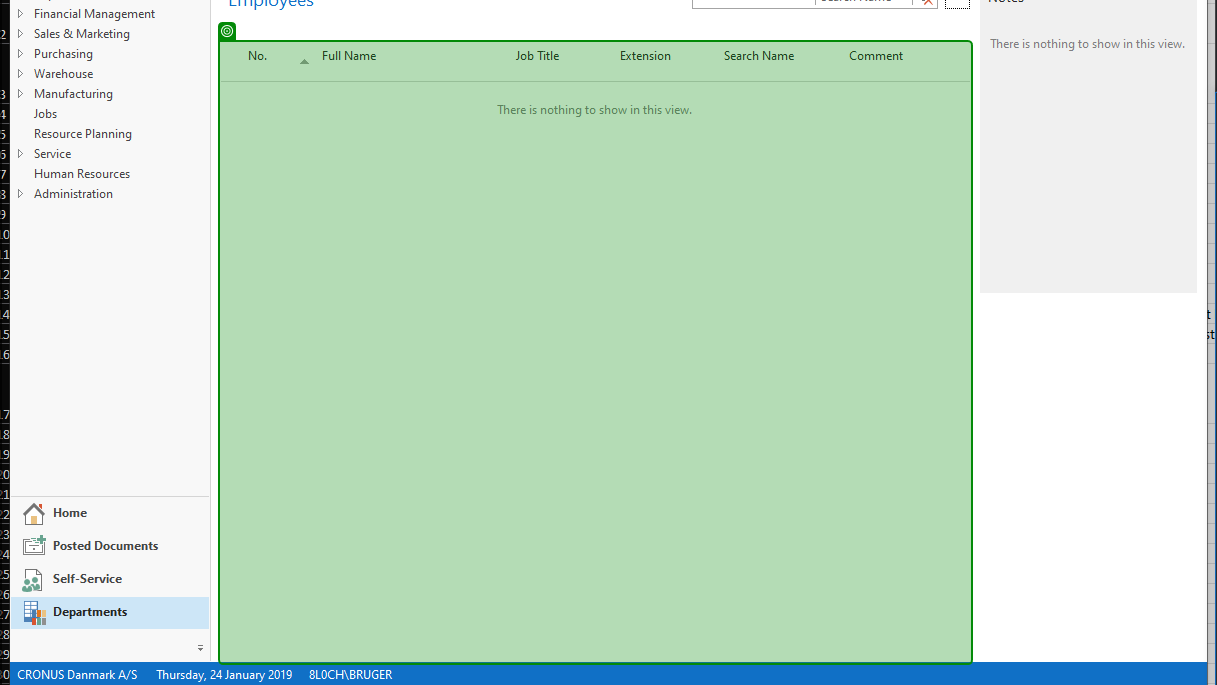 Employees
Search Name
Notes
Financial Management
Sales & Marketing
Purchasing
Warehouse
Manufacturing
Jobs
Resource Planning
Service
Human Resources
Administration
No. Full Name Job Title Extension Search Name Comment
There is nothing to show in this view.
There is nothing to show in this view.
Home
Posted Documents
Self-Service
Departments
CRONUS Danmark A/S Thursday, 24 January 2019 8L0CH\BRUGER